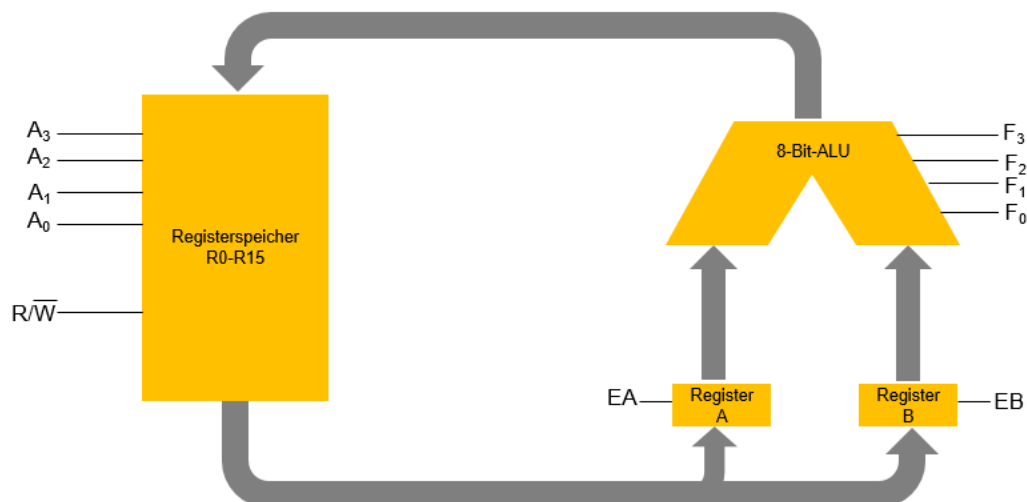 A₃
A₂
A₁
A₀
R/W̅
Registerspeicher
R0-R15
8-Bit-ALU
F₃
F₂
F₁
F₀
EA
Register
A
Register
B
EB